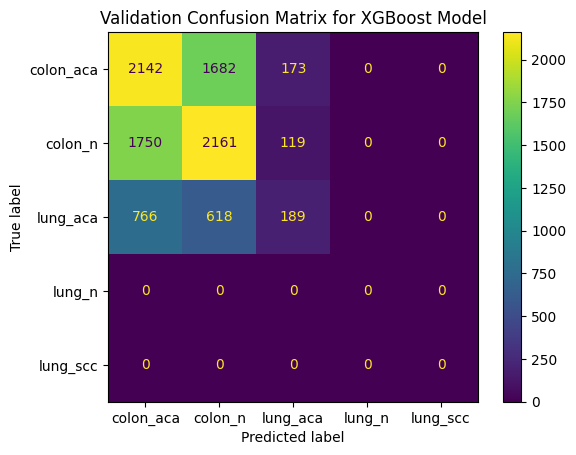 Validation Confusion Matrix for XGBoost Model
colon_aca 2142 1682 173 0 0
colon_n 1750 2161 119 0 0
lung_aca 766 618 189 0 0
lung_n 0 0 0 0 0
lung_scc 0 0 0 0 0
colon_aca colon_n lung_aca lung_n lung_scc
Predicted label
True label
2000
1750
1500
1250
1000
750
500
250
0